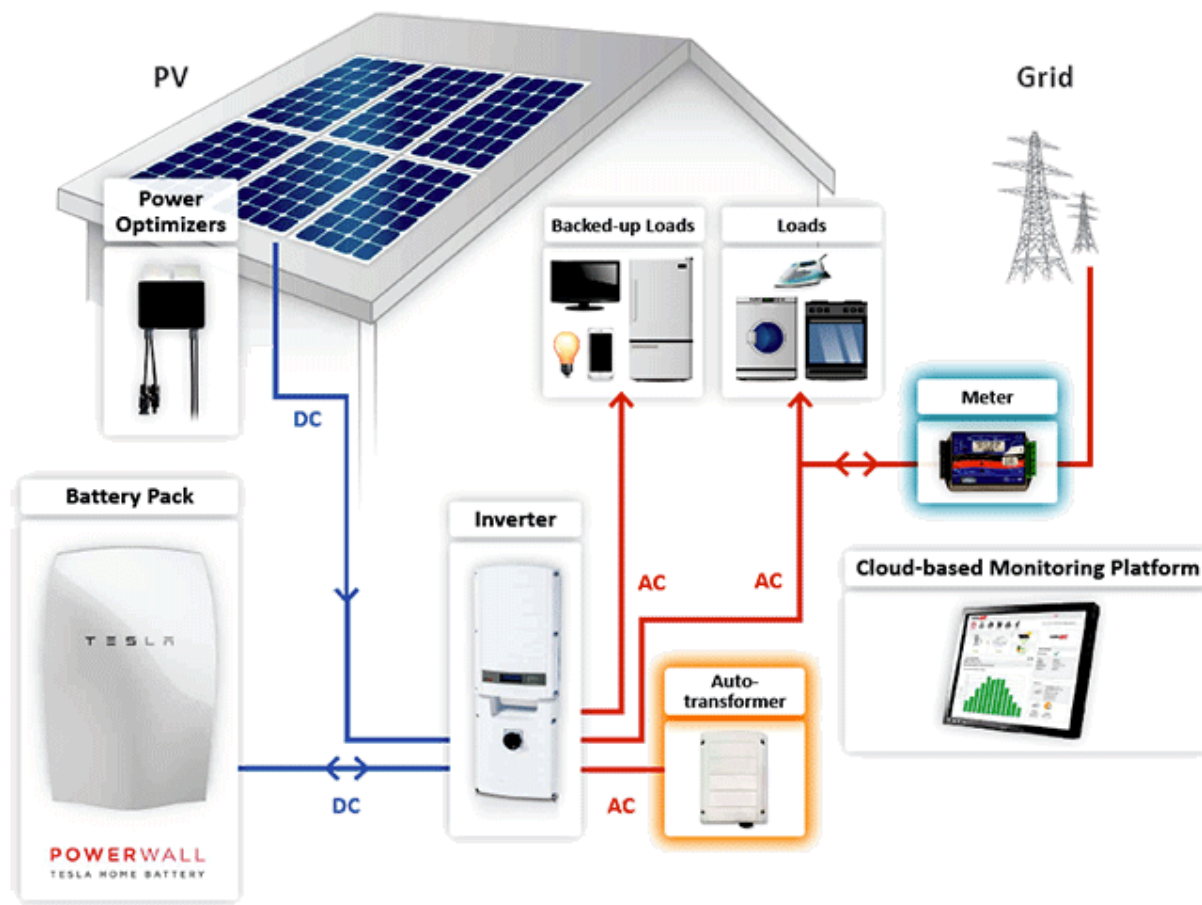 PV
Grid
Power
Optimizers
Backed-up Loads
Loads
DC
Meter
Battery Pack
Inverter
TESLA
AC
AC
Cloud-based Monitoring Platform
Auto-
transformer
DC
AC
POWERWALL
TESLA HOME BATTERY